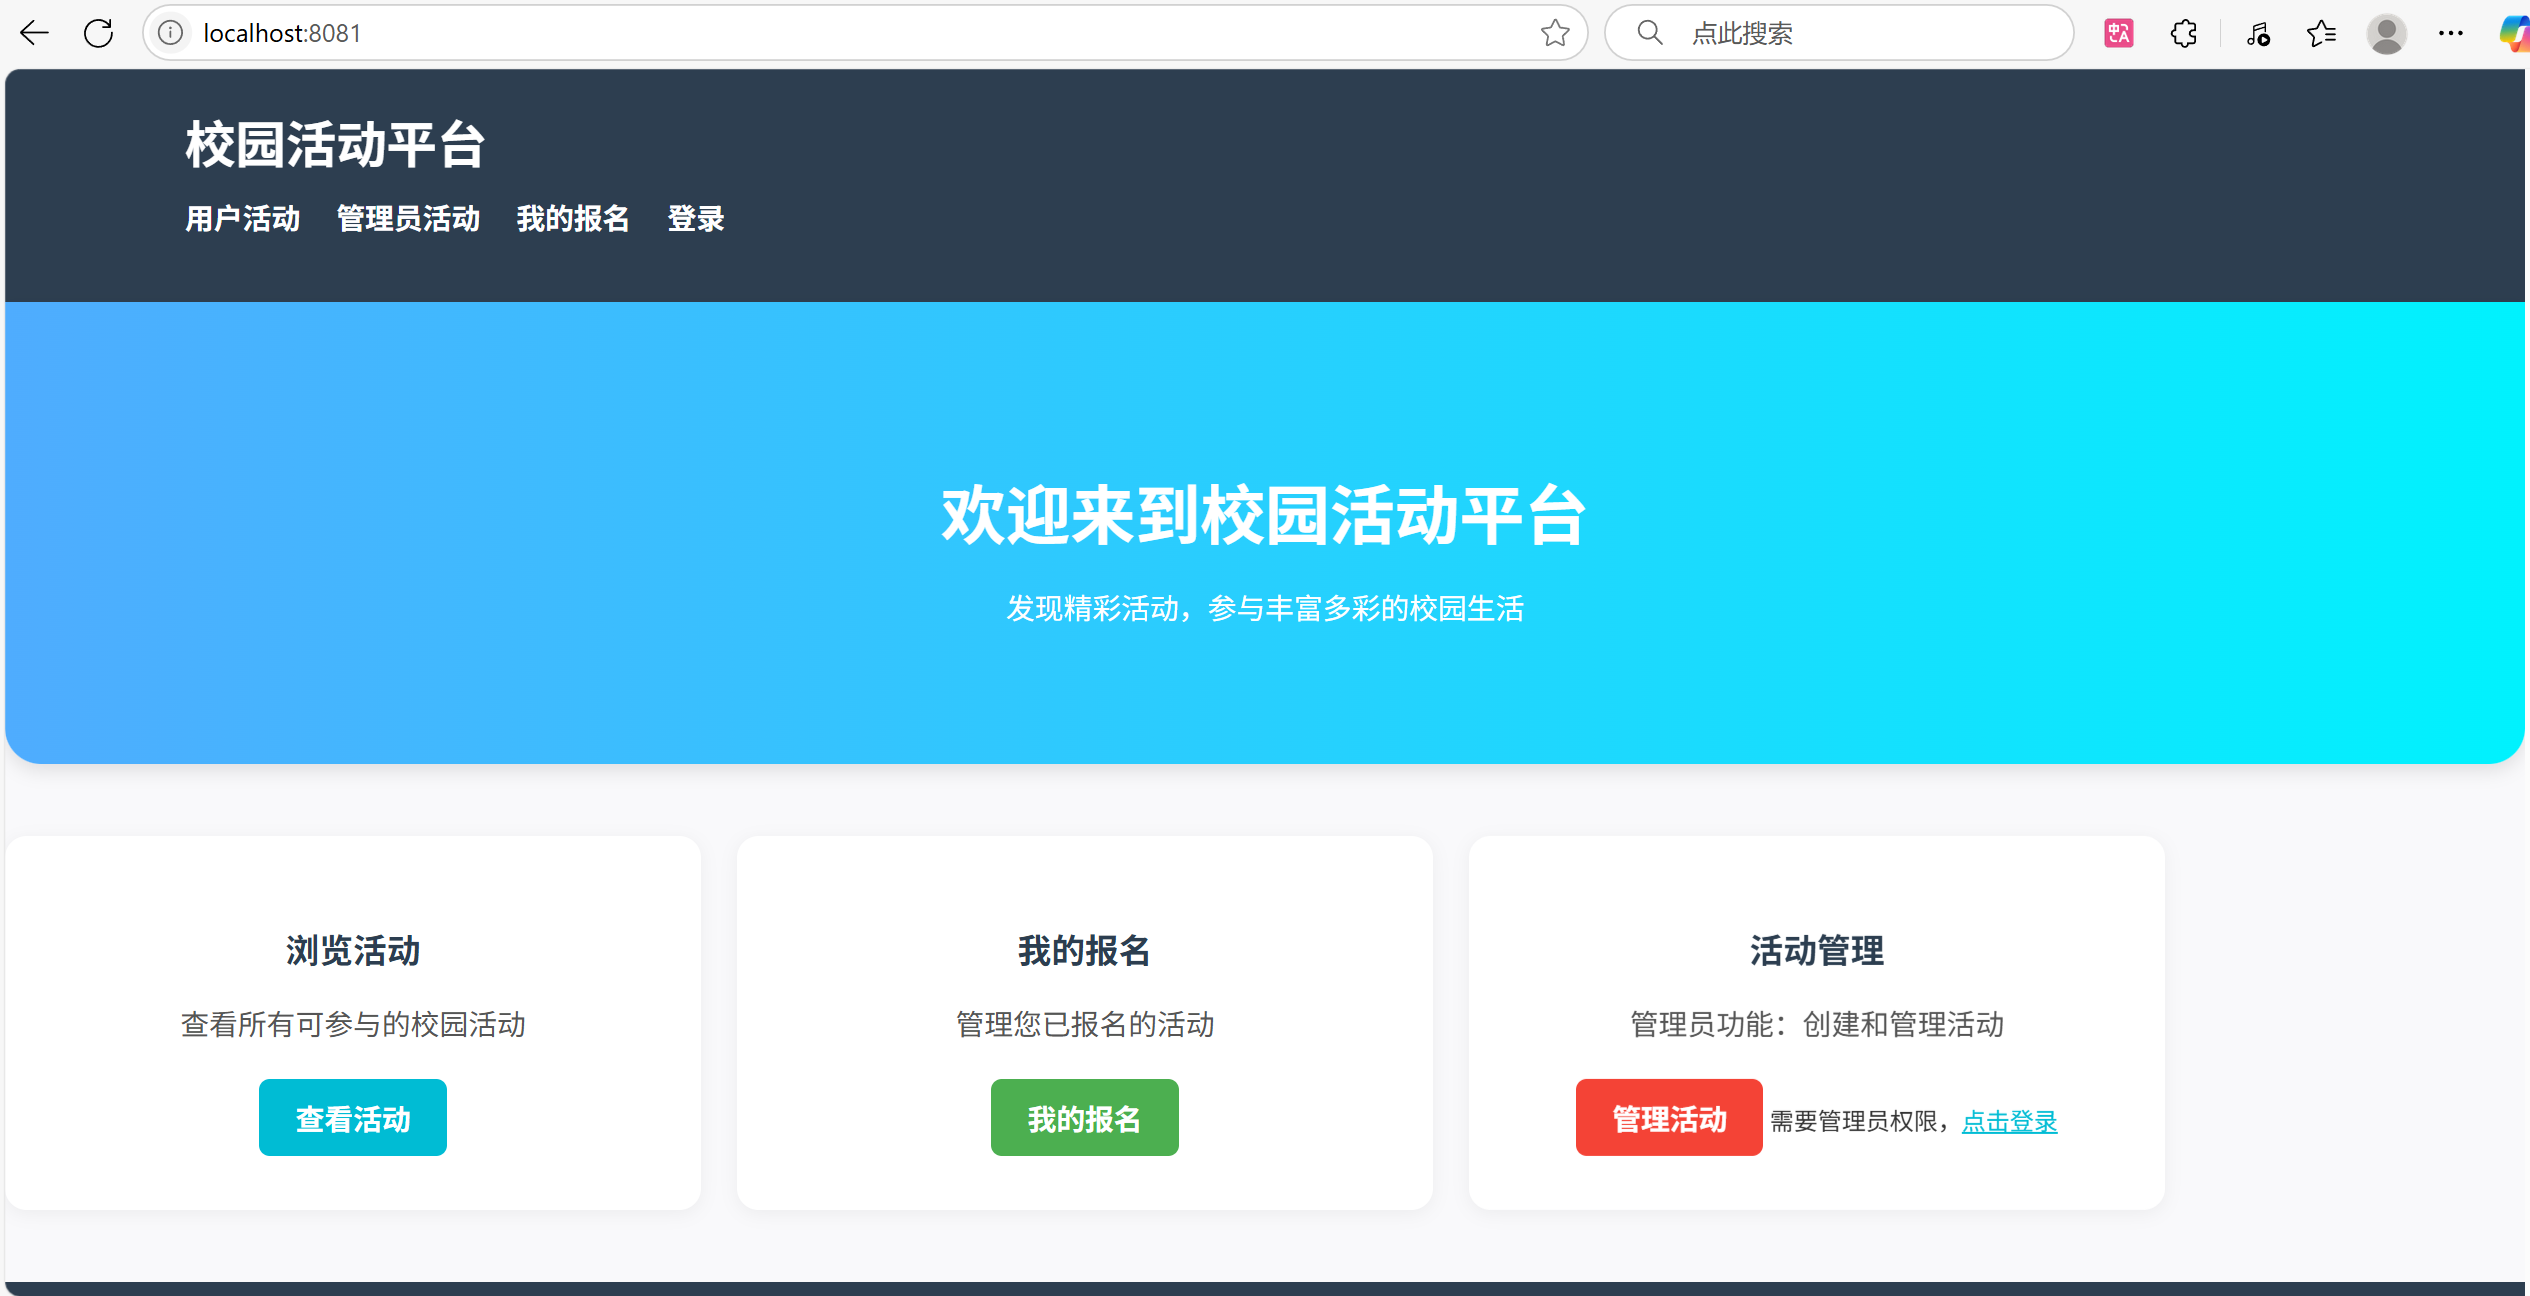 localhost:8081
点此搜索
校园活动平台
用户活动 管理员活动 我的报名 登录
欢迎来到校园活动平台
发现精彩活动，参与丰富多彩的校园生活
浏览活动
查看所有可参与的校园活动
查看活动
我的报名
管理您已报名的活动
我的报名
活动管理
管理员功能：创建和管理活动
管理活动 需要管理员权限，点击登录